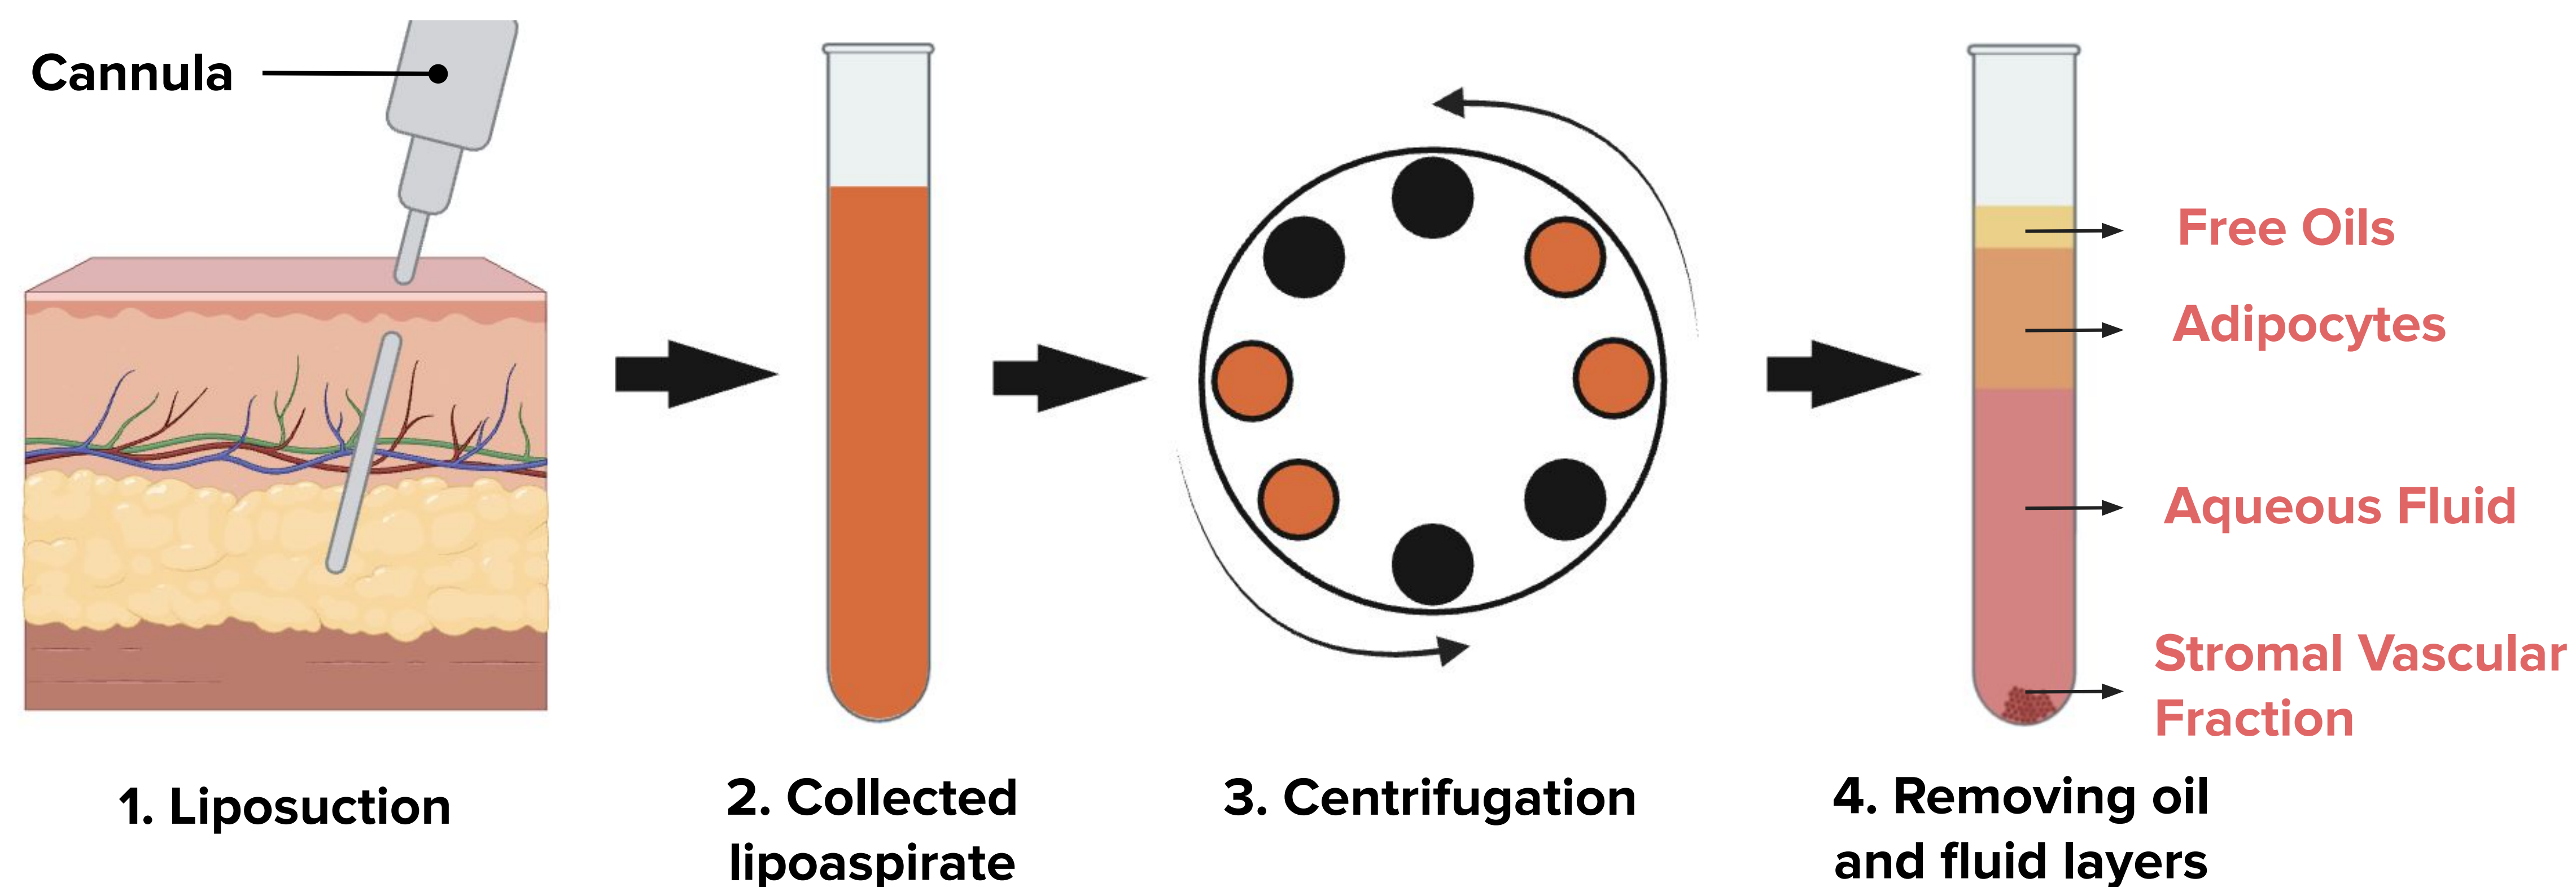 Cannula
Free Oils
Adipocytes
Aqueous Fluid
Stromal Vascular
Fraction
1. Liposuction
2. Collected
lipoaspirate
3. Centrifugation
4. Removing oil
and fluid layers